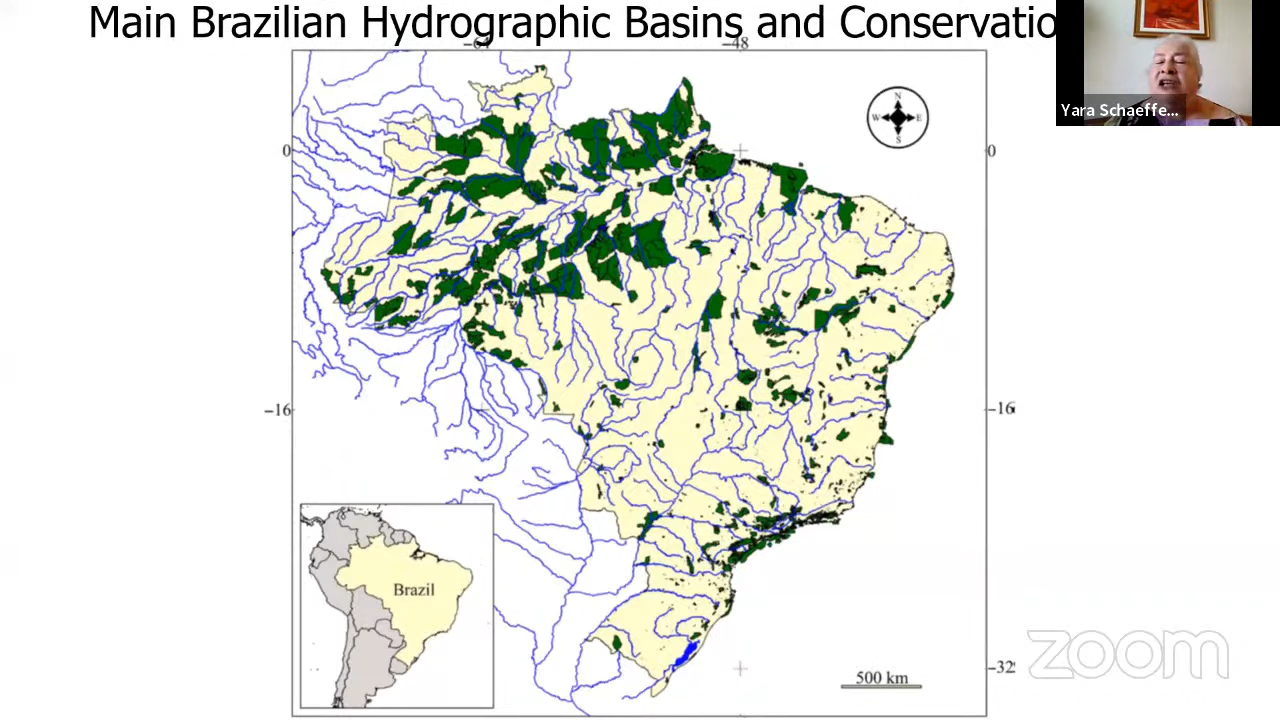 Main Brazilian Hydrographic Basins and Conservatio
-48
Yara Schaeffe...
N
W E
S
0 0
-16 -16
Brazil
500 km
-32
zoom